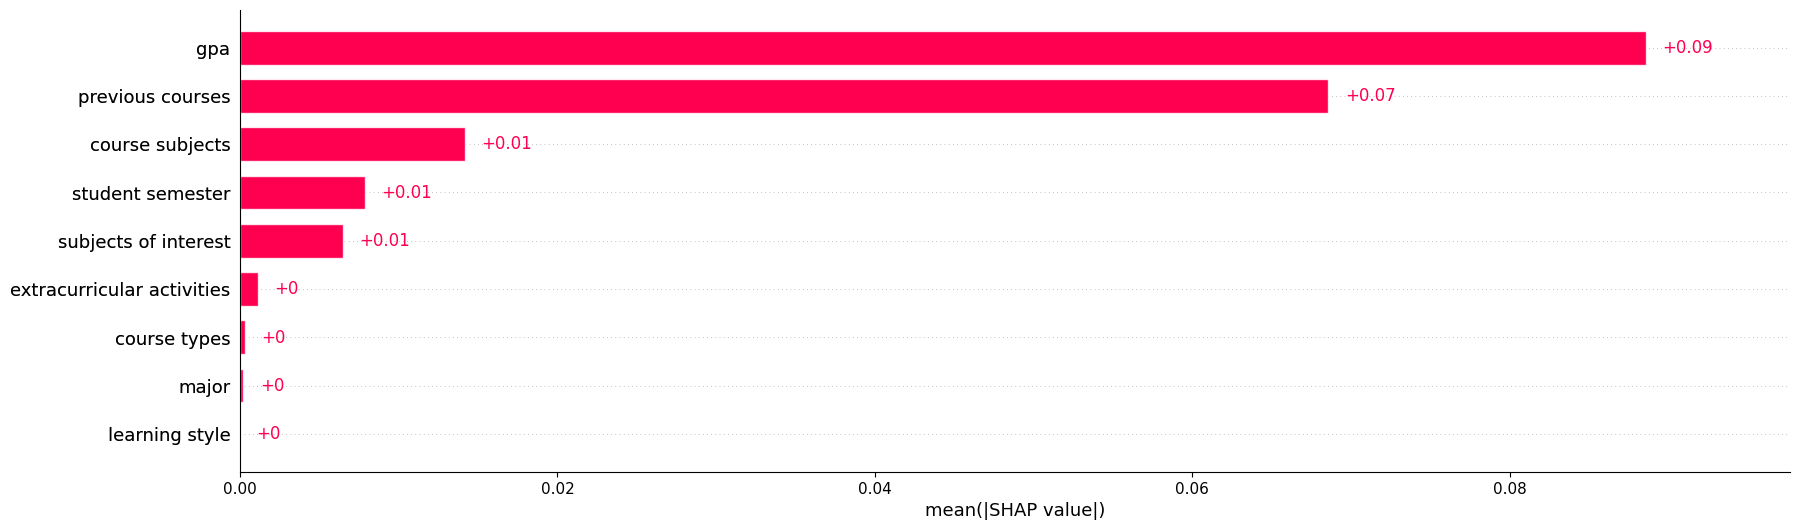 gpa +0.09
previous courses +0.07
course subjects +0.01
student semester +0.01
subjects of interest +0.01
extracurricular activities +0
course types +0
major +0
learning style +0
0.00 0.02 0.04 0.06 0.08
mean(|SHAP value|)